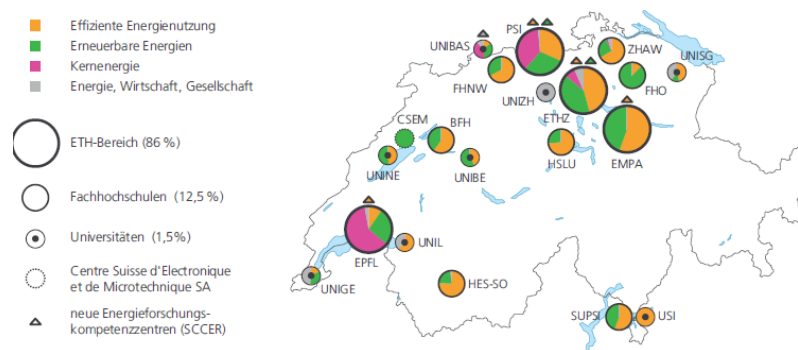 Effiziente Energienutzung
Erneuerbare Energien
Kernenergie
Energie, Wirtschaft, Gesellschaft
ETH-Bereich (86 %)
Fachhochschulen (12,5 %)
Universitäten (1,5%)
Centre Suisse d'Electronique
et de Microtechnique SA
neue Energieforschungs-
kompetenzzentren (SCCER)
PSI
UNIBAS
ZHAW
UNISG
FHNW
UNIZH
FHO
ETHZ
CSEM
BFH
HSLU
EMPA
UNINE
UNIBE
EPFL
UNIL
UNIGE
HES-SO
SUPSI
USI